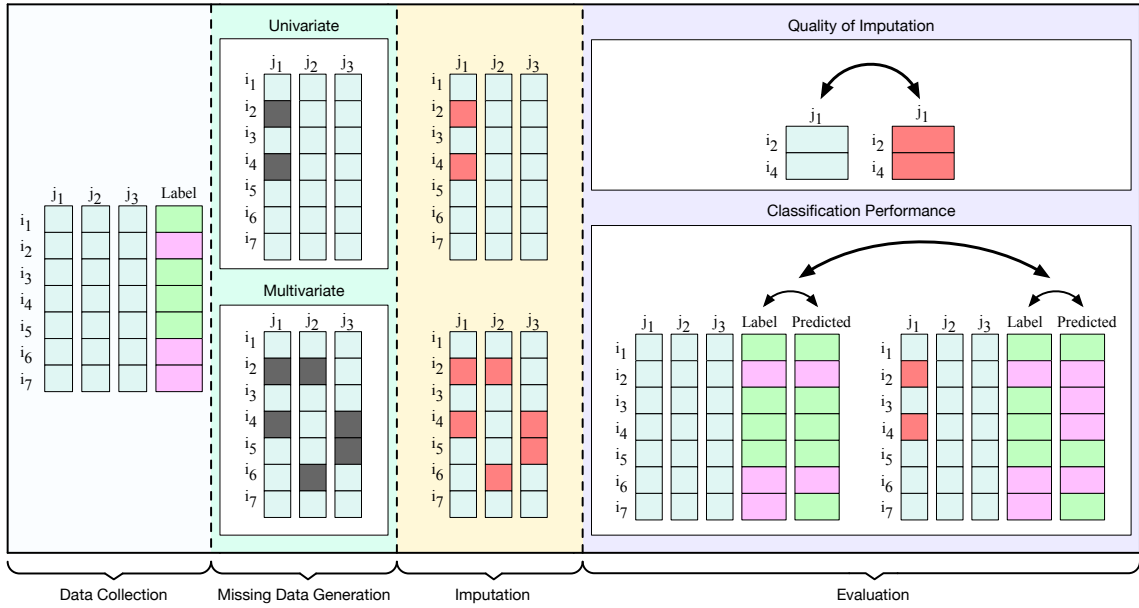 Univariate
j1 j2 j3
i1
i2
i3
i4
i5
i6
i7
Multivariate
j1 j2 j3
i1
i2
i3
i4
i5
i6
i7
j1 j2 j3 Label
i1
i2
i3
i4
i5
i6
i7
j1 j2 j3
i1
i2
i3
i4
i5
i6
i7
j1 j2 j3
i1
i2
i3
i4
i5
i6
i7
Quality of Imputation
j1 j1
i2 i2
i4 i4
Classification Performance
j1 j2 j3 Label Predicted j1 j2 j3 Label Predicted
i1 i1
i2 i2
i3 i3
i4 i4
i5 i5
i6 i6
i7 i7
Data Collection Missing Data Generation Imputation Evaluation